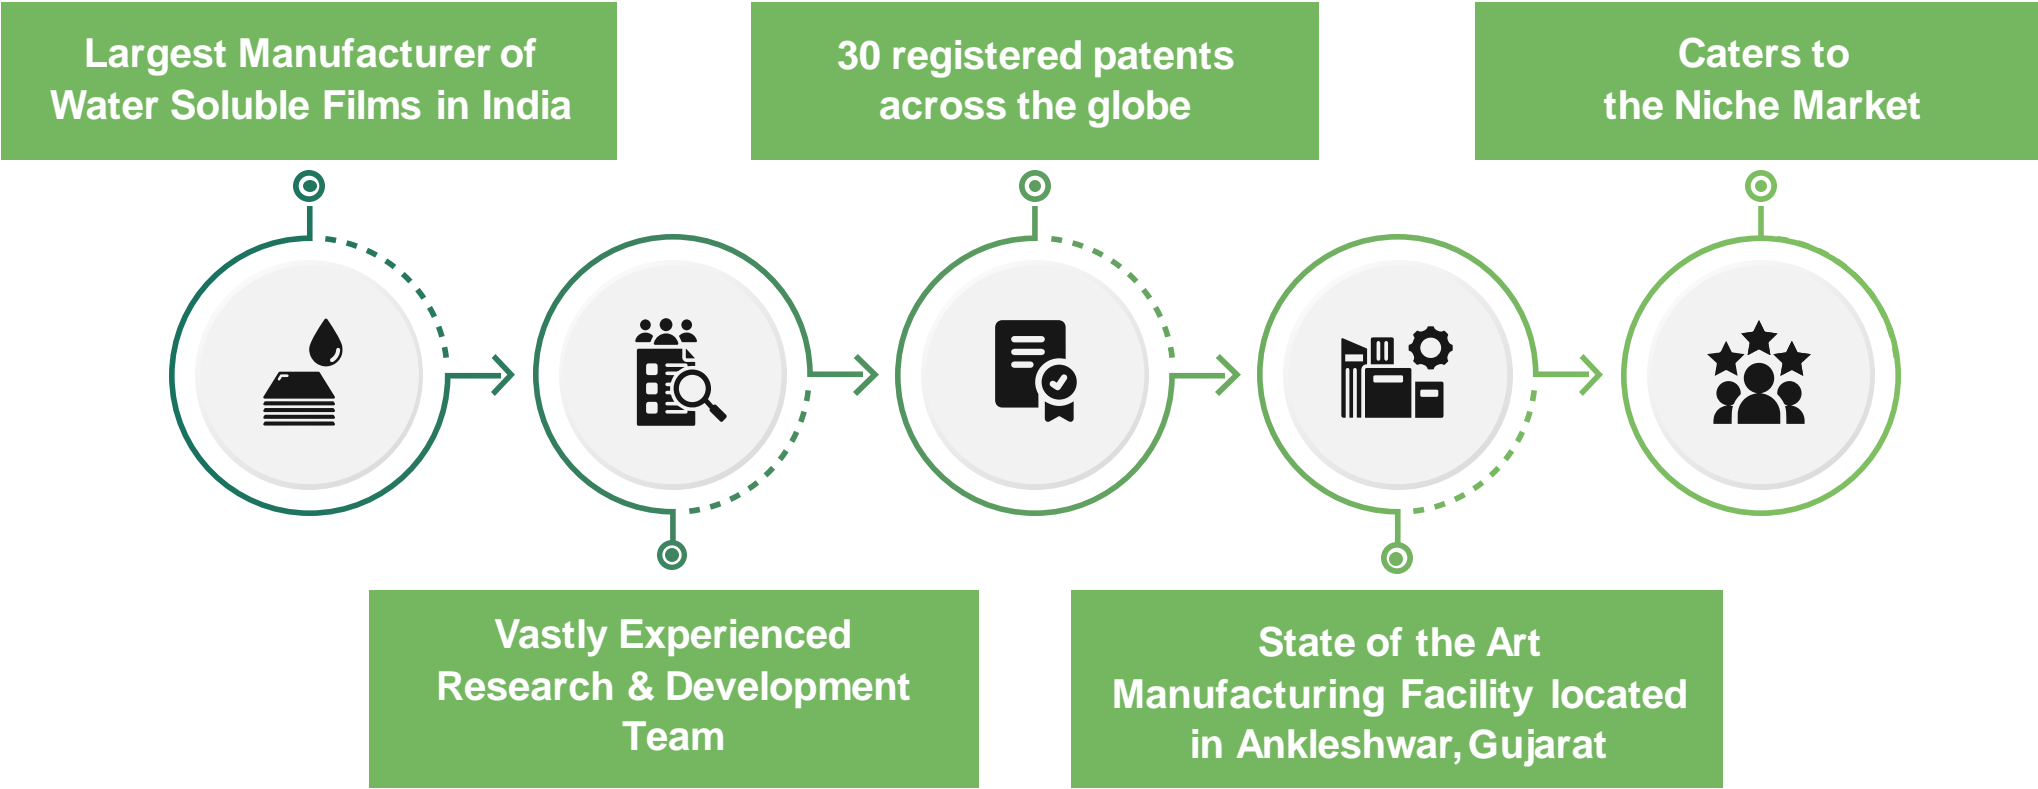 Largest Manufacturer of
Water Soluble Films in India
Vastly Experienced
Research & Development
Team
30 registered patents
across the globe
State of the Art
Manufacturing Facility located
in Ankleshwar, Gujarat
Caters to
the Niche Market